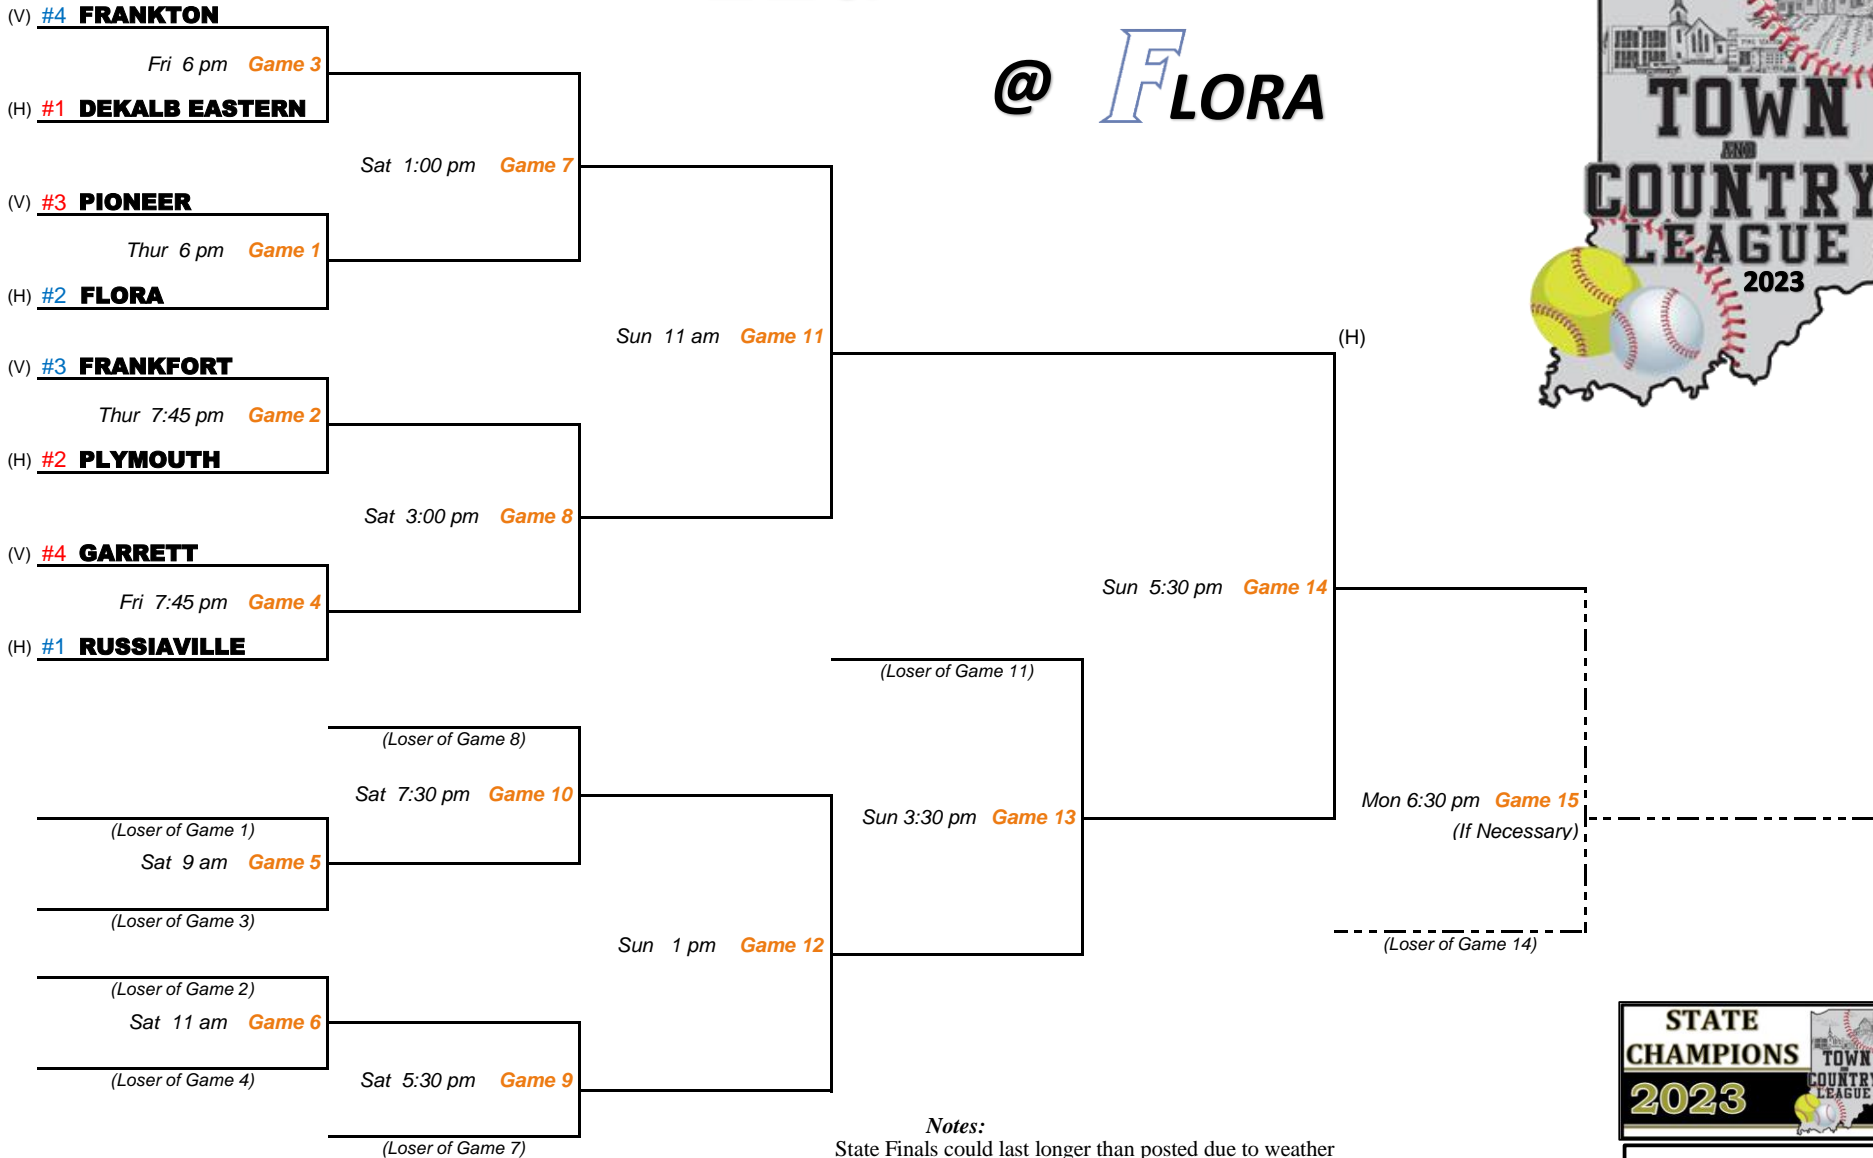 (V) #4 FRANKTON
Fri 6 pm Game 3
(H) #1 DEKALB EASTERN
Sat 1:00 pm Game 7
(V) #3 PIONEER
Thur 6 pm Game 1
(H) #2 FLORA
Sun 11 am Game 11
(V) #3 FRANKFORT
Thur 7:45 pm Game 2
(H) #2 PLYMOUTH
Sat 3:00 pm Game 8
(V) #4 GARRETT
Fri 7:45 pm Game 4
(H) #1 RUSSIAVILLE
@ FLORA
TOWN
AND
COUNTRY
LEAGUE
2023
(H)
Sun 5:30 pm Game 14
(Loser of Game 11)
(Loser of Game 8)
Sat 7:30 pm Game 10
Sun 3:30 pm Game 13
Mon 6:30 pm Game 15
(If Necessary)
(Loser of Game 1)
Sat 9 am Game 5
(Loser of Game 3)
Sun 1 pm Game 12
(Loser of Game 14)
(Loser of Game 2)
Sat 11 am Game 6
(Loser of Game 4)
Sat 5:30 pm Game 9
(Loser of Game 7)
Notes:
State Finals could last longer than posted due to weather
STATE
CHAMPIONS
2023
TOWN
COUNTRY
LEAGUE